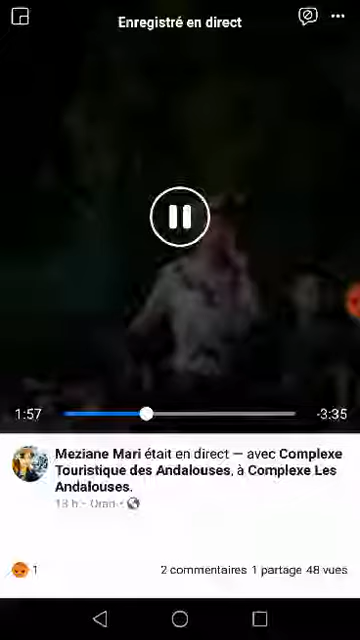 Enregistré en direct
1:57
-3:35
Meziane Mari était en direct — avec Complexe
Touristique des Andalouses, à Complexe Les
Andalouses.
13 h · Oran ·
1
2 commentaires 1 partage 48 vues